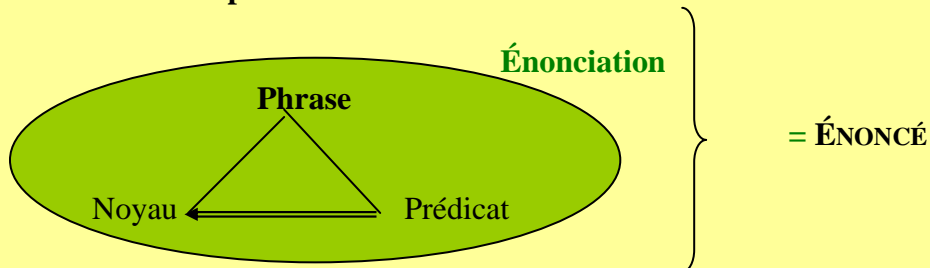 Énonciation
Phrase
= ÉNONCÉ
Noyau Prédicat